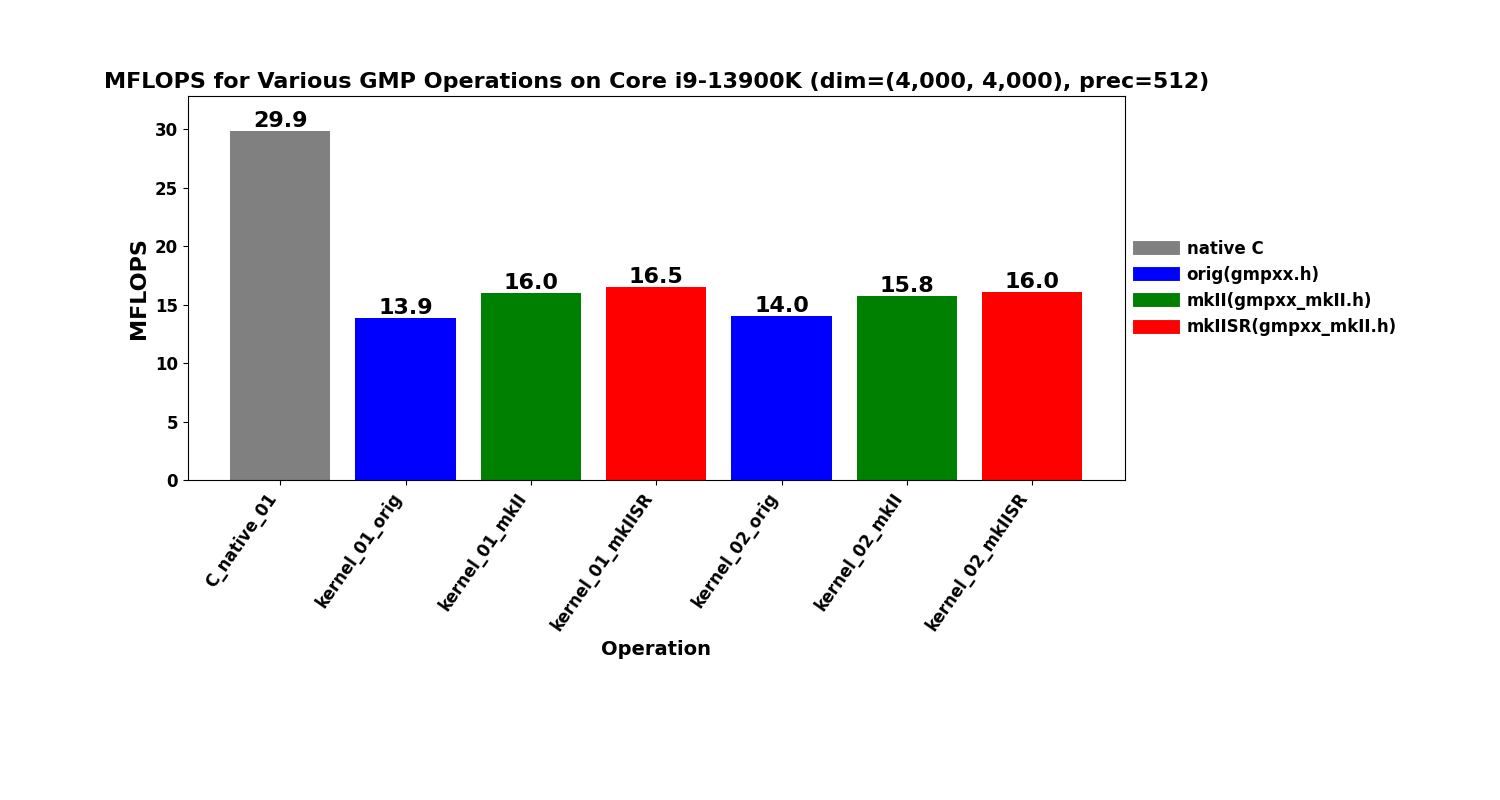 MFLOPS for Various GMP Operations on Core i9-13900K (dim=(4,000, 4,000), prec=512)
MFLOPS
30
25
20
15
10
5
0
29.9
13.9
16.0
16.5
14.0
15.8
16.0
C_native_01
kernel_01_orig
kernel_01_mkII
kernel_01_mkIISR
kernel_02_orig
kernel_02_mkII
kernel_02_mkIISR
Operation
native C
orig(gmpxx.h)
mkII(gmpxx_mkII.h)
mkIISR(gmpxx_mkII.h)